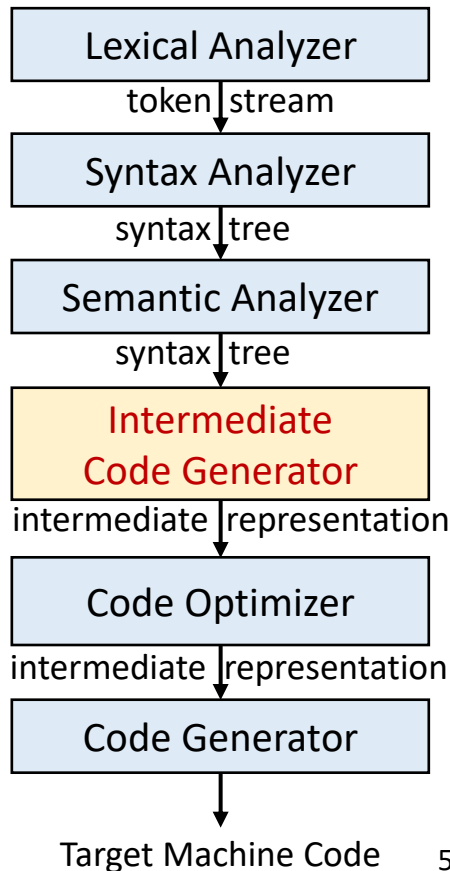 Lexical Analyzer
token stream
Syntax Analyzer
syntax tree
Semantic Analyzer
syntax tree
Intermediate
Code Generator
intermediate representation
Code Optimizer
intermediate representation
Code Generator
Target Machine Code 5